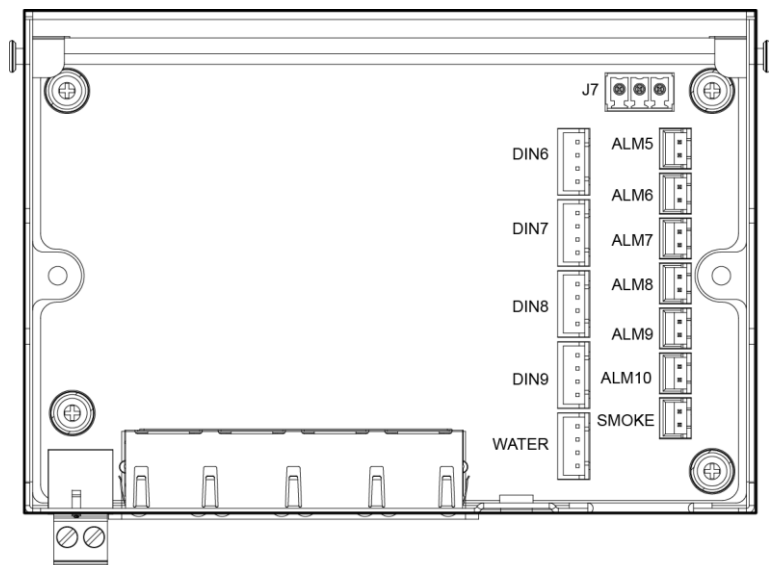 J7
DIN6
ALM5
ALM6
DIN7
ALM7
ALM8
DIN8
ALM9
DIN9
ALM10
SMOKE
WATER